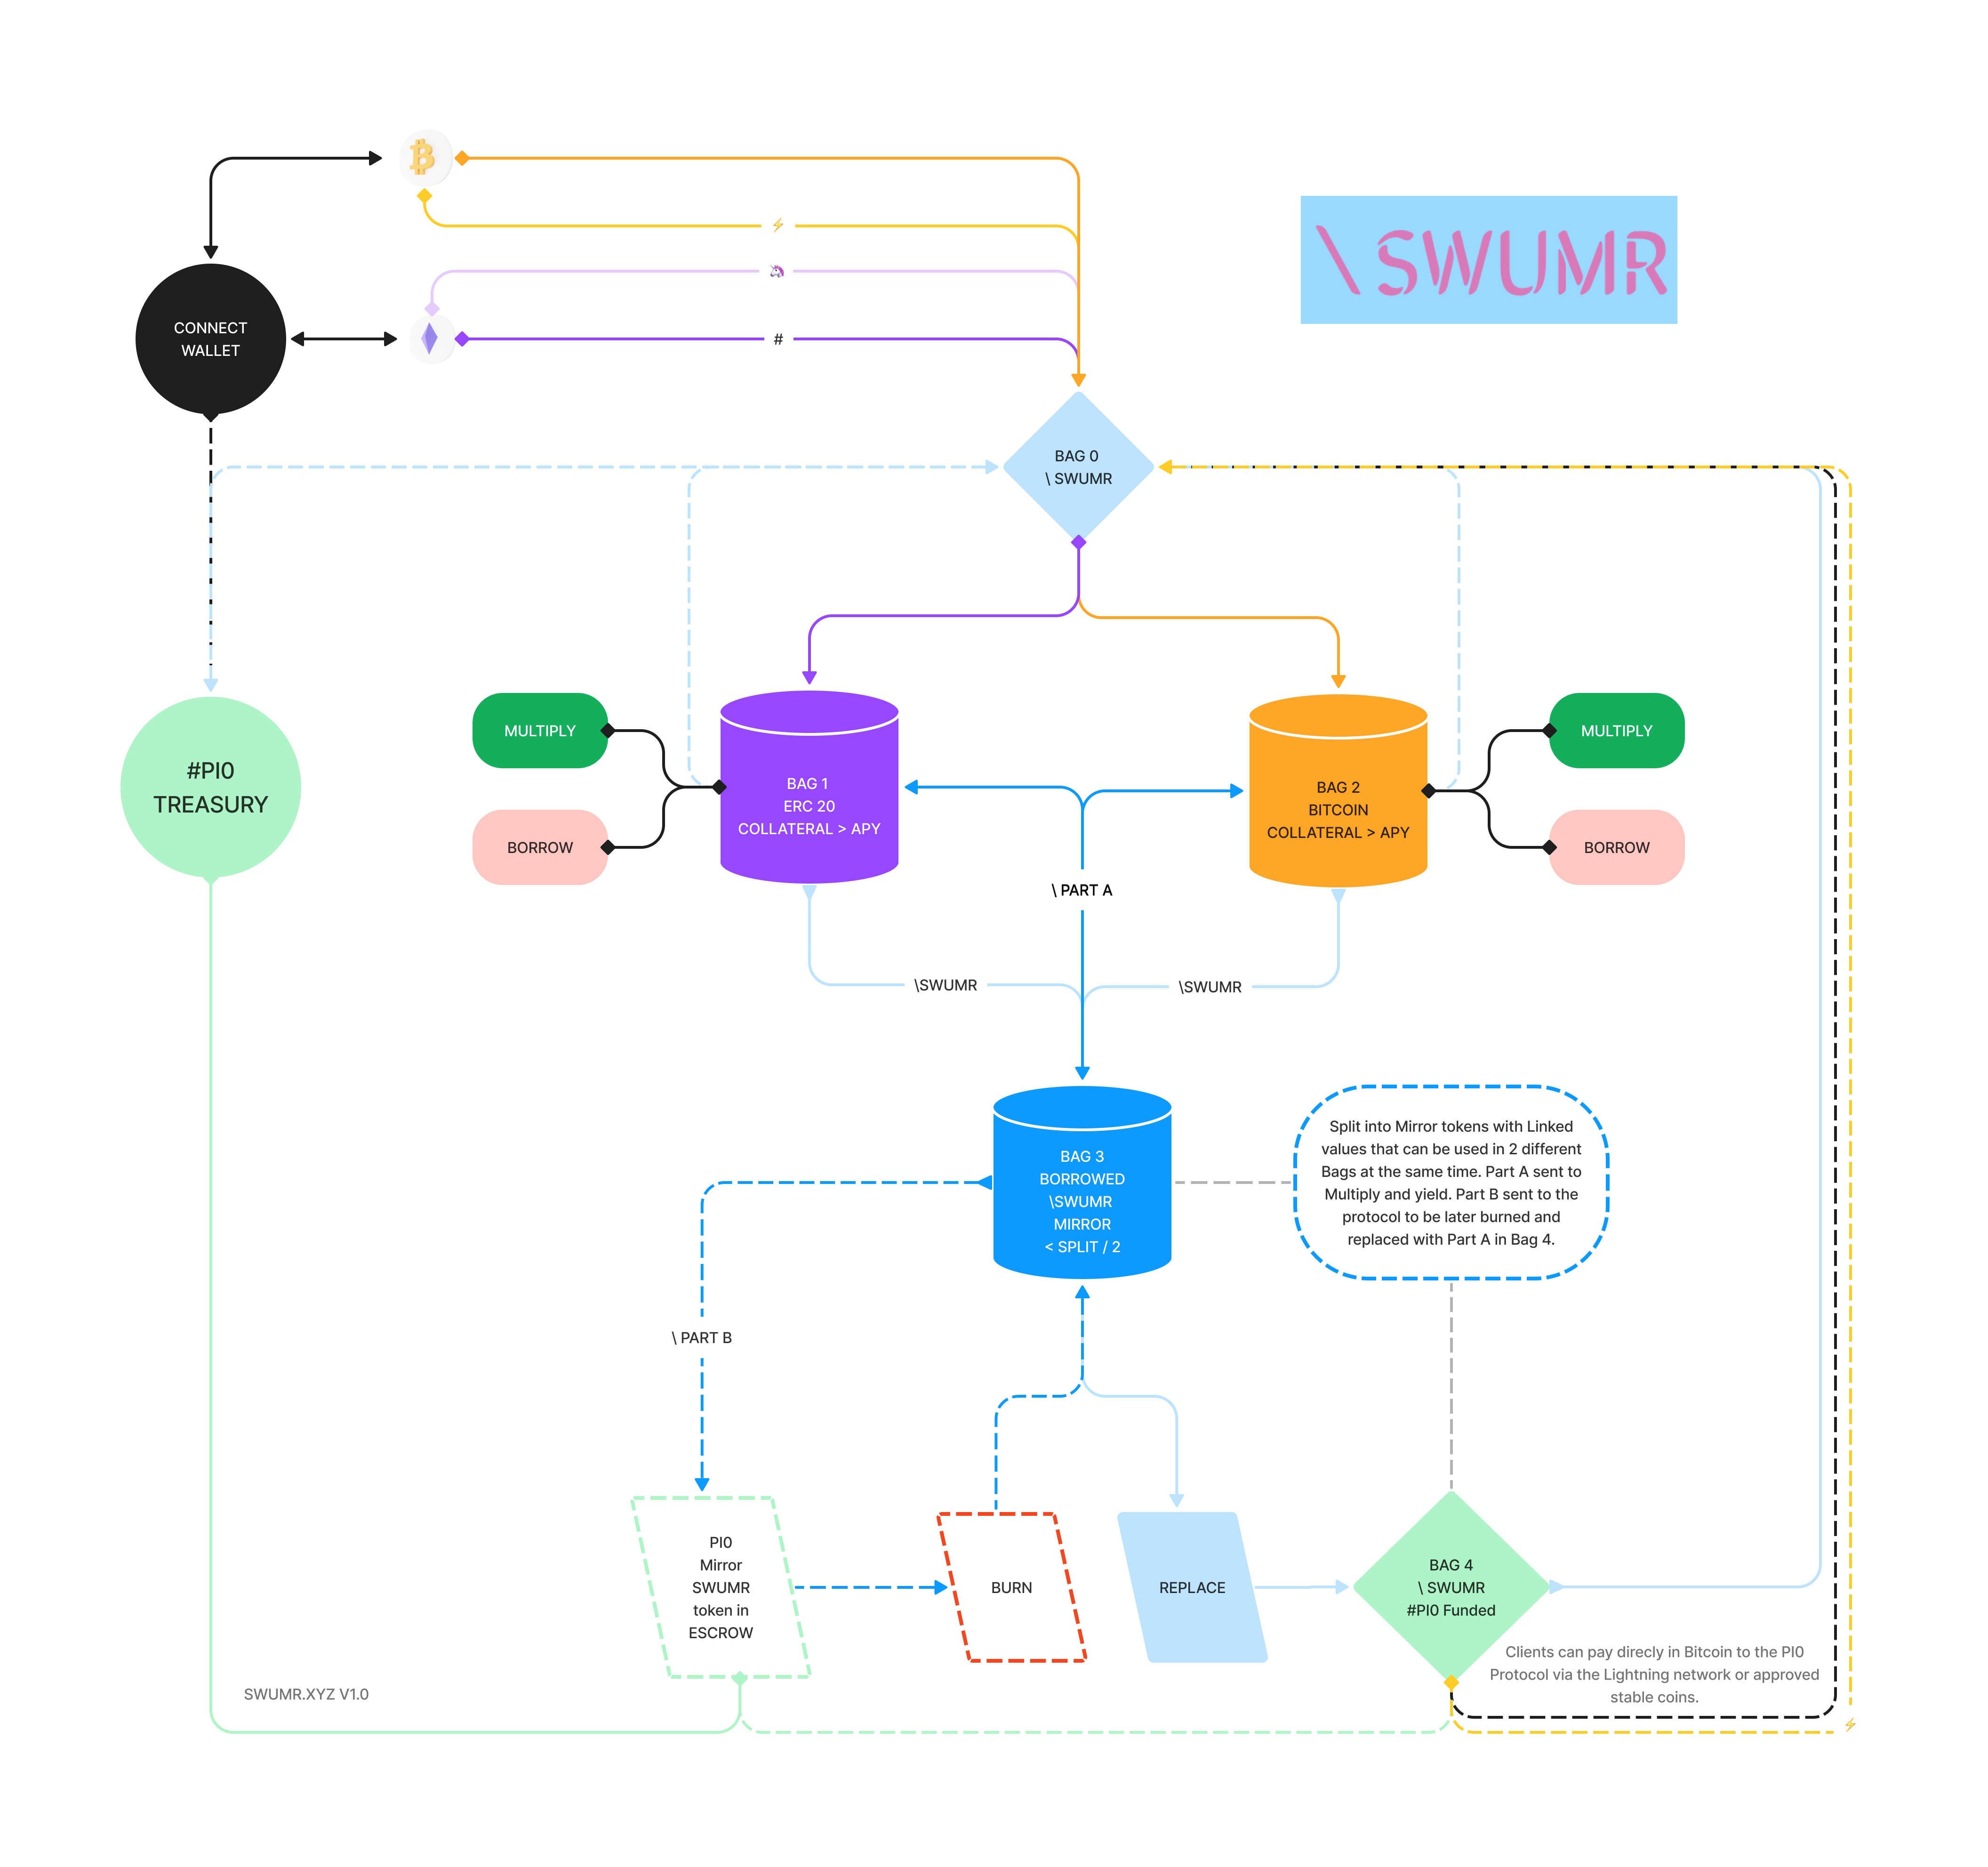 \ SWUMR
CONNECT
WALLET
#
BAG 0
\ SWUMR
#PI0
TREASURY
MULTIPLY
BORROW
BAG 1
ERC 20
COLLATERAL > APY
\ PART A
BAG 2
BITCOIN
COLLATERAL > APY
MULTIPLY
BORROW
\SWUMR
\SWUMR
BAG 3
BORROWED
\SWUMR
MIRROR
< SPLIT / 2
Split into Mirror tokens with Linked
values that can be used in 2 different
Bags at the same time. Part A sent to
Multiply and yield. Part B sent to the
protocol to be later burned and
replaced with Part A in Bag 4.
\ PART B
PI0
Mirror
SWUMR
token in
ESCROW
BURN
REPLACE
BAG 4
\ SWUMR
#PI0 Funded
Clients can pay direcly in Bitcoin to the PI0
Protocol via the Lightning network or approved
stable coins.
SWUMR.XYZ V1.0